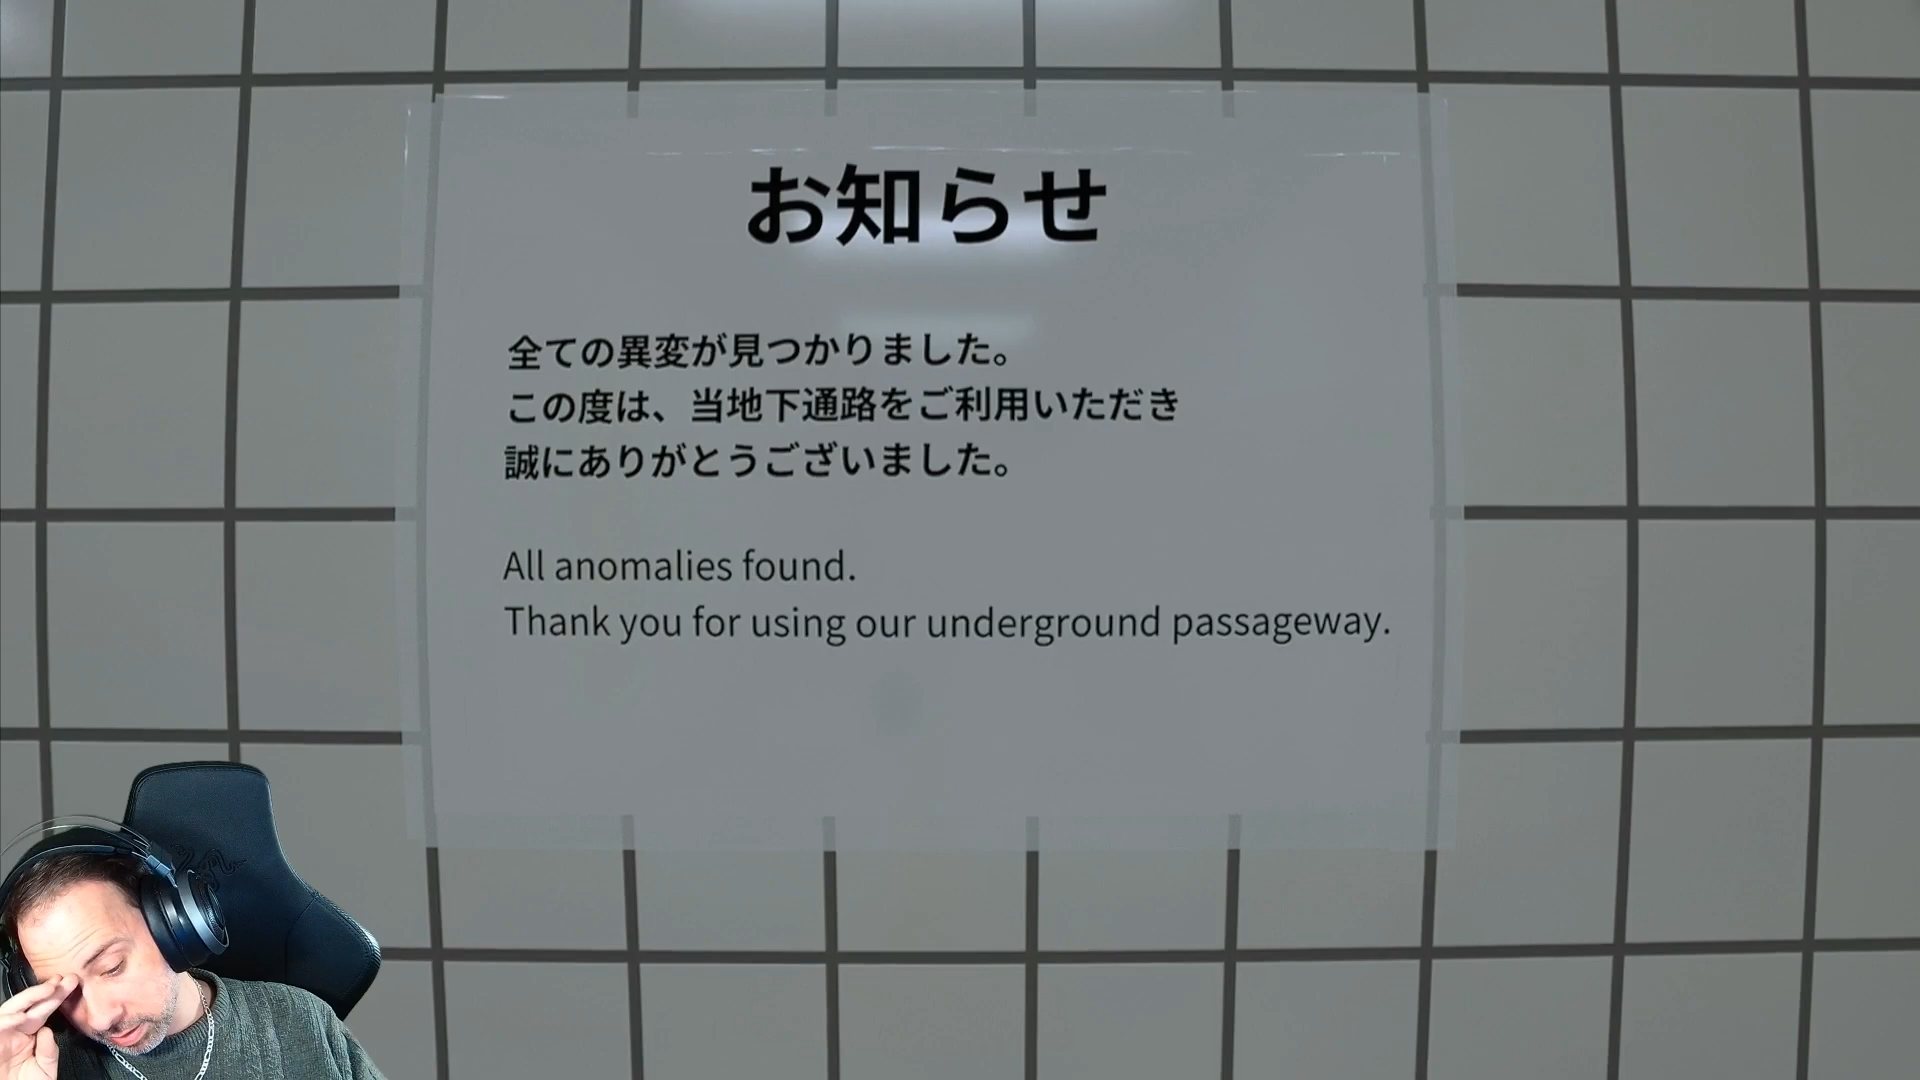 お知らせ
全ての異変が見つかりました。
この度は、当地下通路をご利用いただき
誠にありがとうございました。
All anomalies found.
Thank you for using our underground passageway.